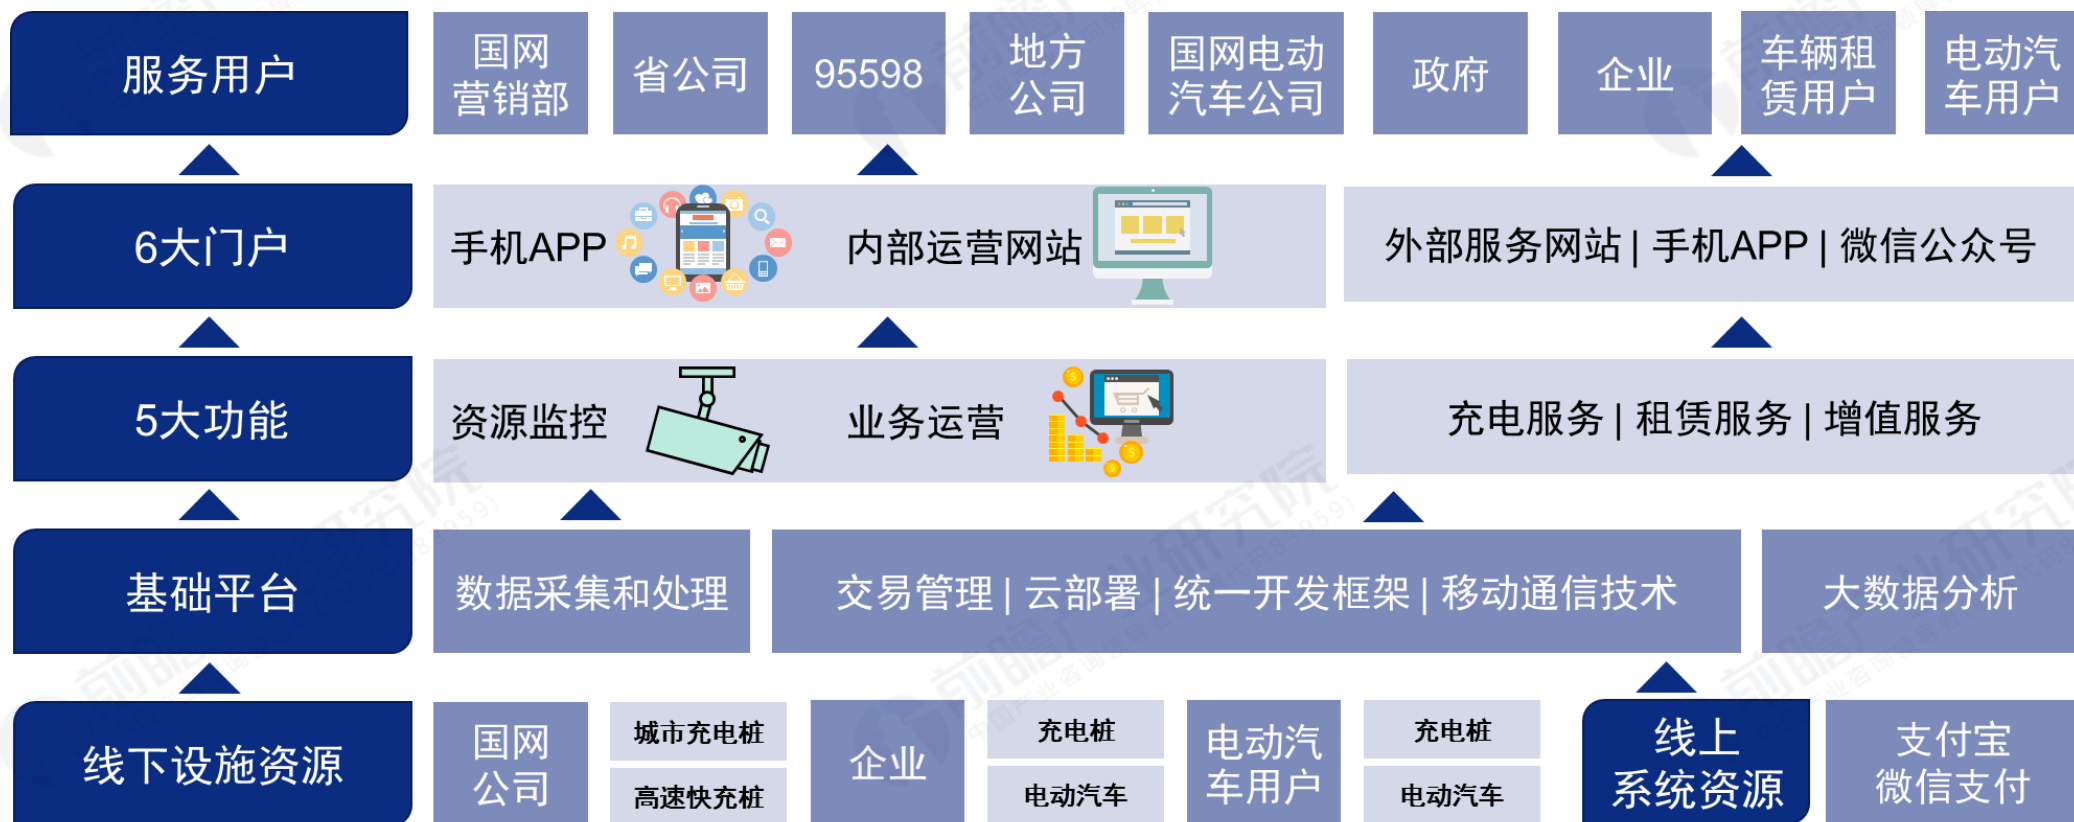 服务用户
国网
营销部
省公司
95598
地方
公司
国网电动
汽车公司
政府
企业
车辆租
赁用户
电动汽
车用户
6大门户
手机APP
内部运营网站
外部服务网站 | 手机APP | 微信公众号
5大功能
资源监控
业务运营
充电服务 | 租赁服务 | 增值服务
基础平台
数据采集和处理
交易管理 | 云部署 | 统一开发框架 | 移动通信技术
大数据分析
线下设施资源
国网
公司
城市充电桩
高速快充桩
企业
充电桩
电动汽车
电动汽
车用户
充电桩
电动汽车
线上
系统资源
支付宝
微信支付